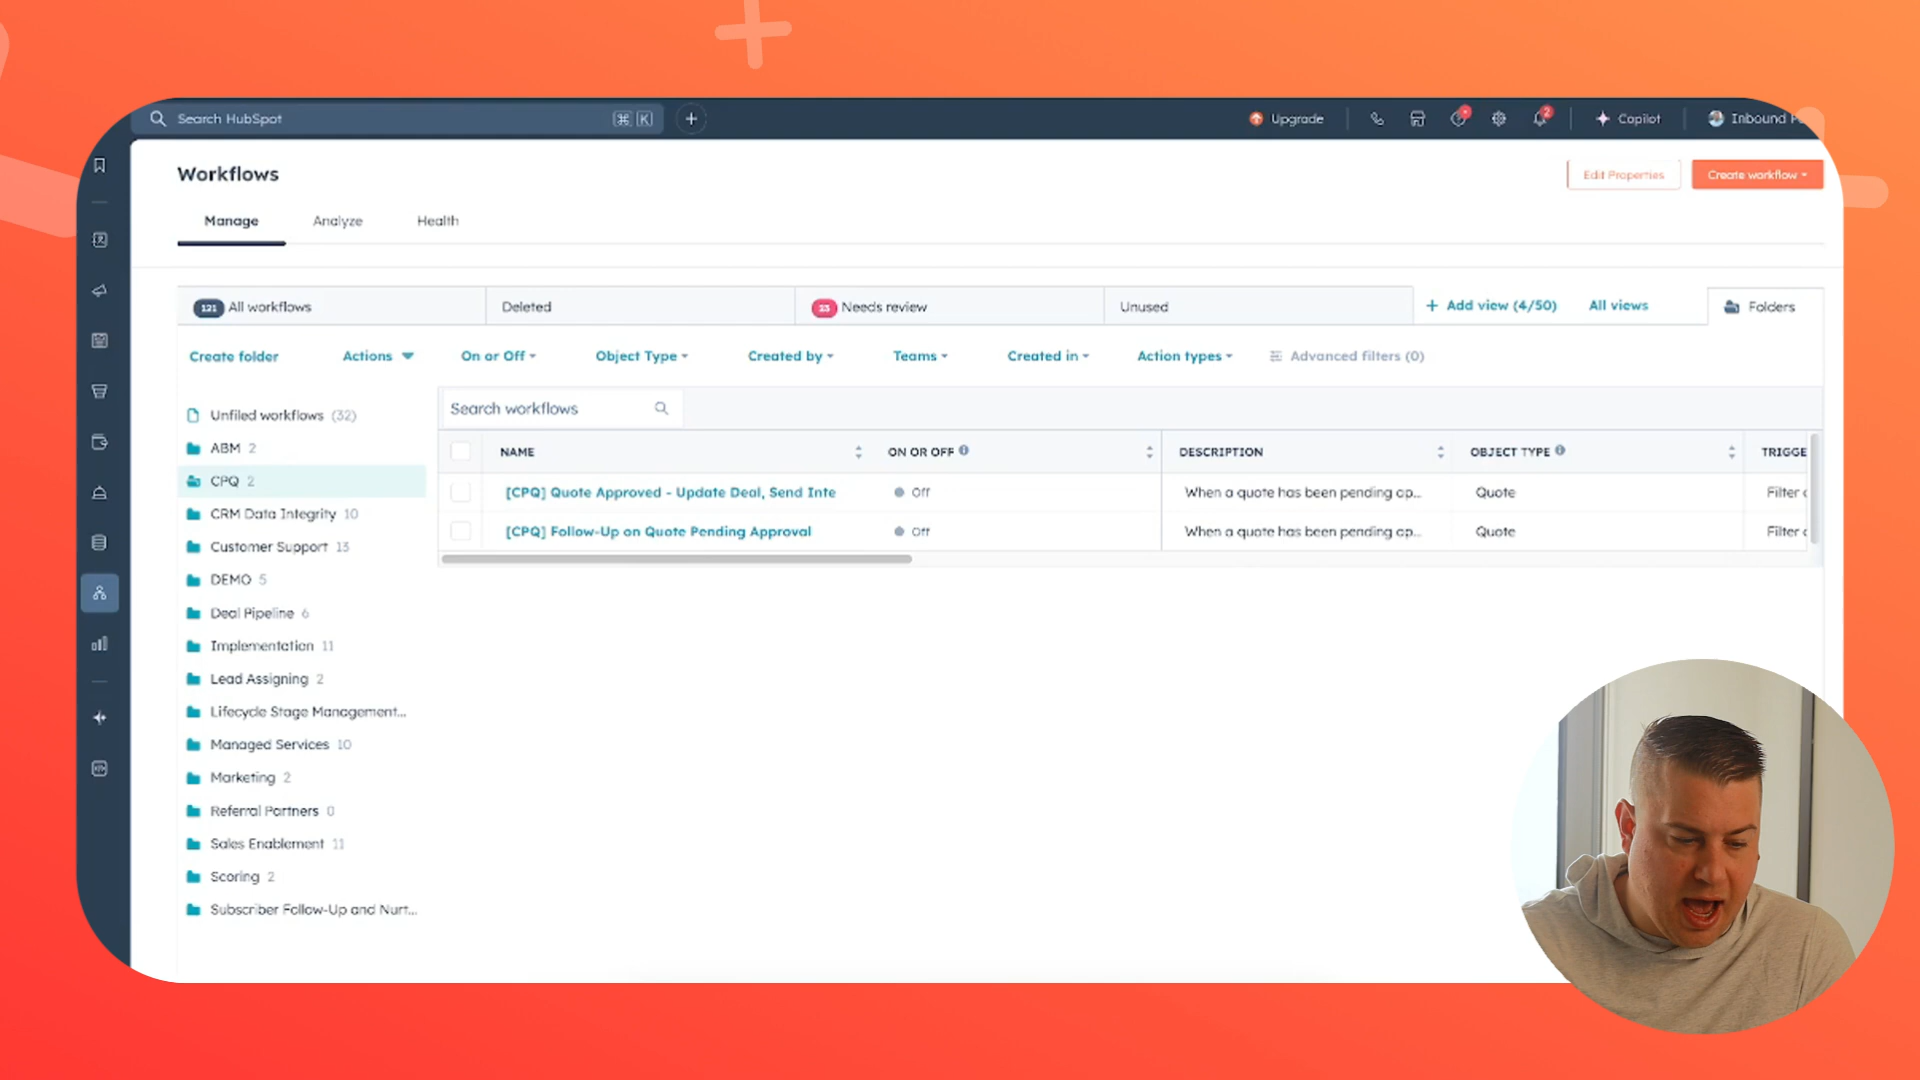 Search HubSpot
⌘ K
Upgrade
2
Copilot
Inbound
Workflows
Edit Properties
Create workflow
Manage
Analyze
Health
121 All workflows
Deleted
Needs review
Unused
+ Add view (4/50)
All views
Folders
Create folder
Actions
On or Off
Object Type
Created by
Teams
Created in
Action types
Advanced filters (0)
Unfiled workflows (32)
ABM 2
CPQ 2
CRM Data Integrity 10
Customer Support 13
DEMO 5
Deal Pipeline 6
Implementation 11
Lead Assigning 2
Lifecycle Stage Management...
Managed Services 10
Marketing 2
Referral Partners 0
Sales Enablement 11
Scoring 2
Subscriber Follow-Up and Nurt...
Search workflows
NAME
ON OR OFF
DESCRIPTION
OBJECT TYPE
TRIGGE
[CPQ] Quote Approved - Update Deal, Send Inte
Off
When a quote has been pending ap...
Quote
Filter
[CPQ] Follow-Up on Quote Pending Approval
Off
When a quote has been pending ap...
Quote
Filter